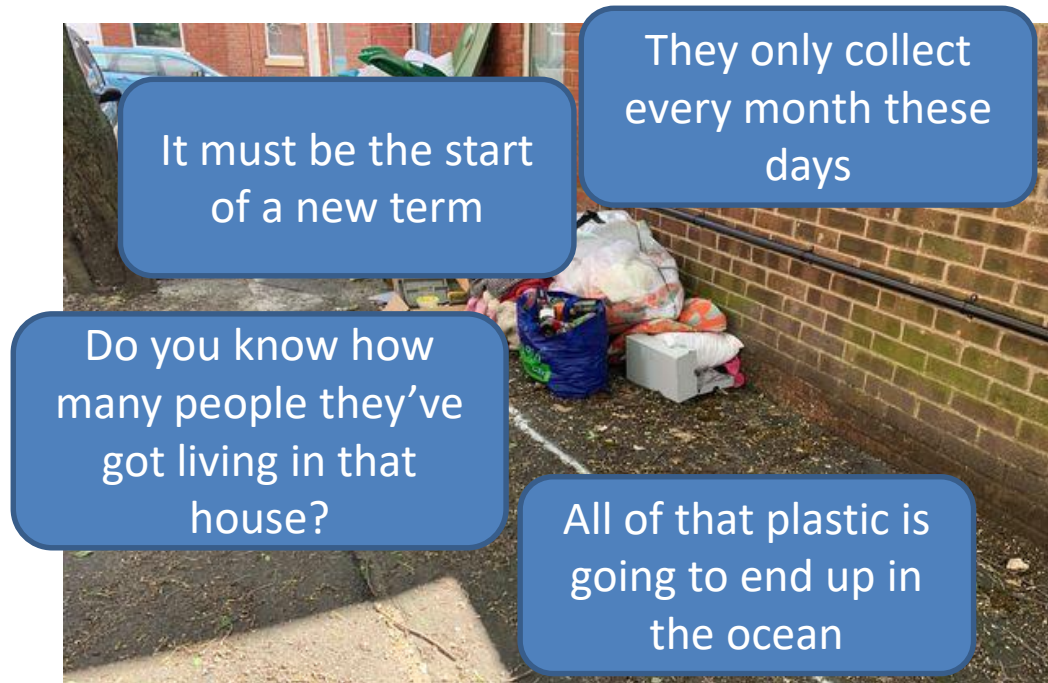 They only collect
every month these
days
It must be the start
of a new term
Do you know how
many people they’ve
got living in that
house?
All of that plastic is
going to end up in
the ocean